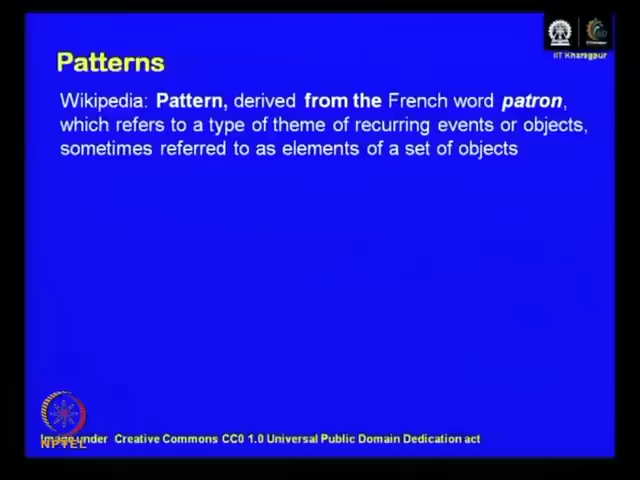 IIT Kharagpur
Patterns
Wikipedia: Pattern, derived from the French word patron,
which refers to a type of theme of recurring events or objects,
sometimes referred to as elements of a set of objects
Image under Creative Commons CC0 1.0 Universal Public Domain Dedication act
NPTEL